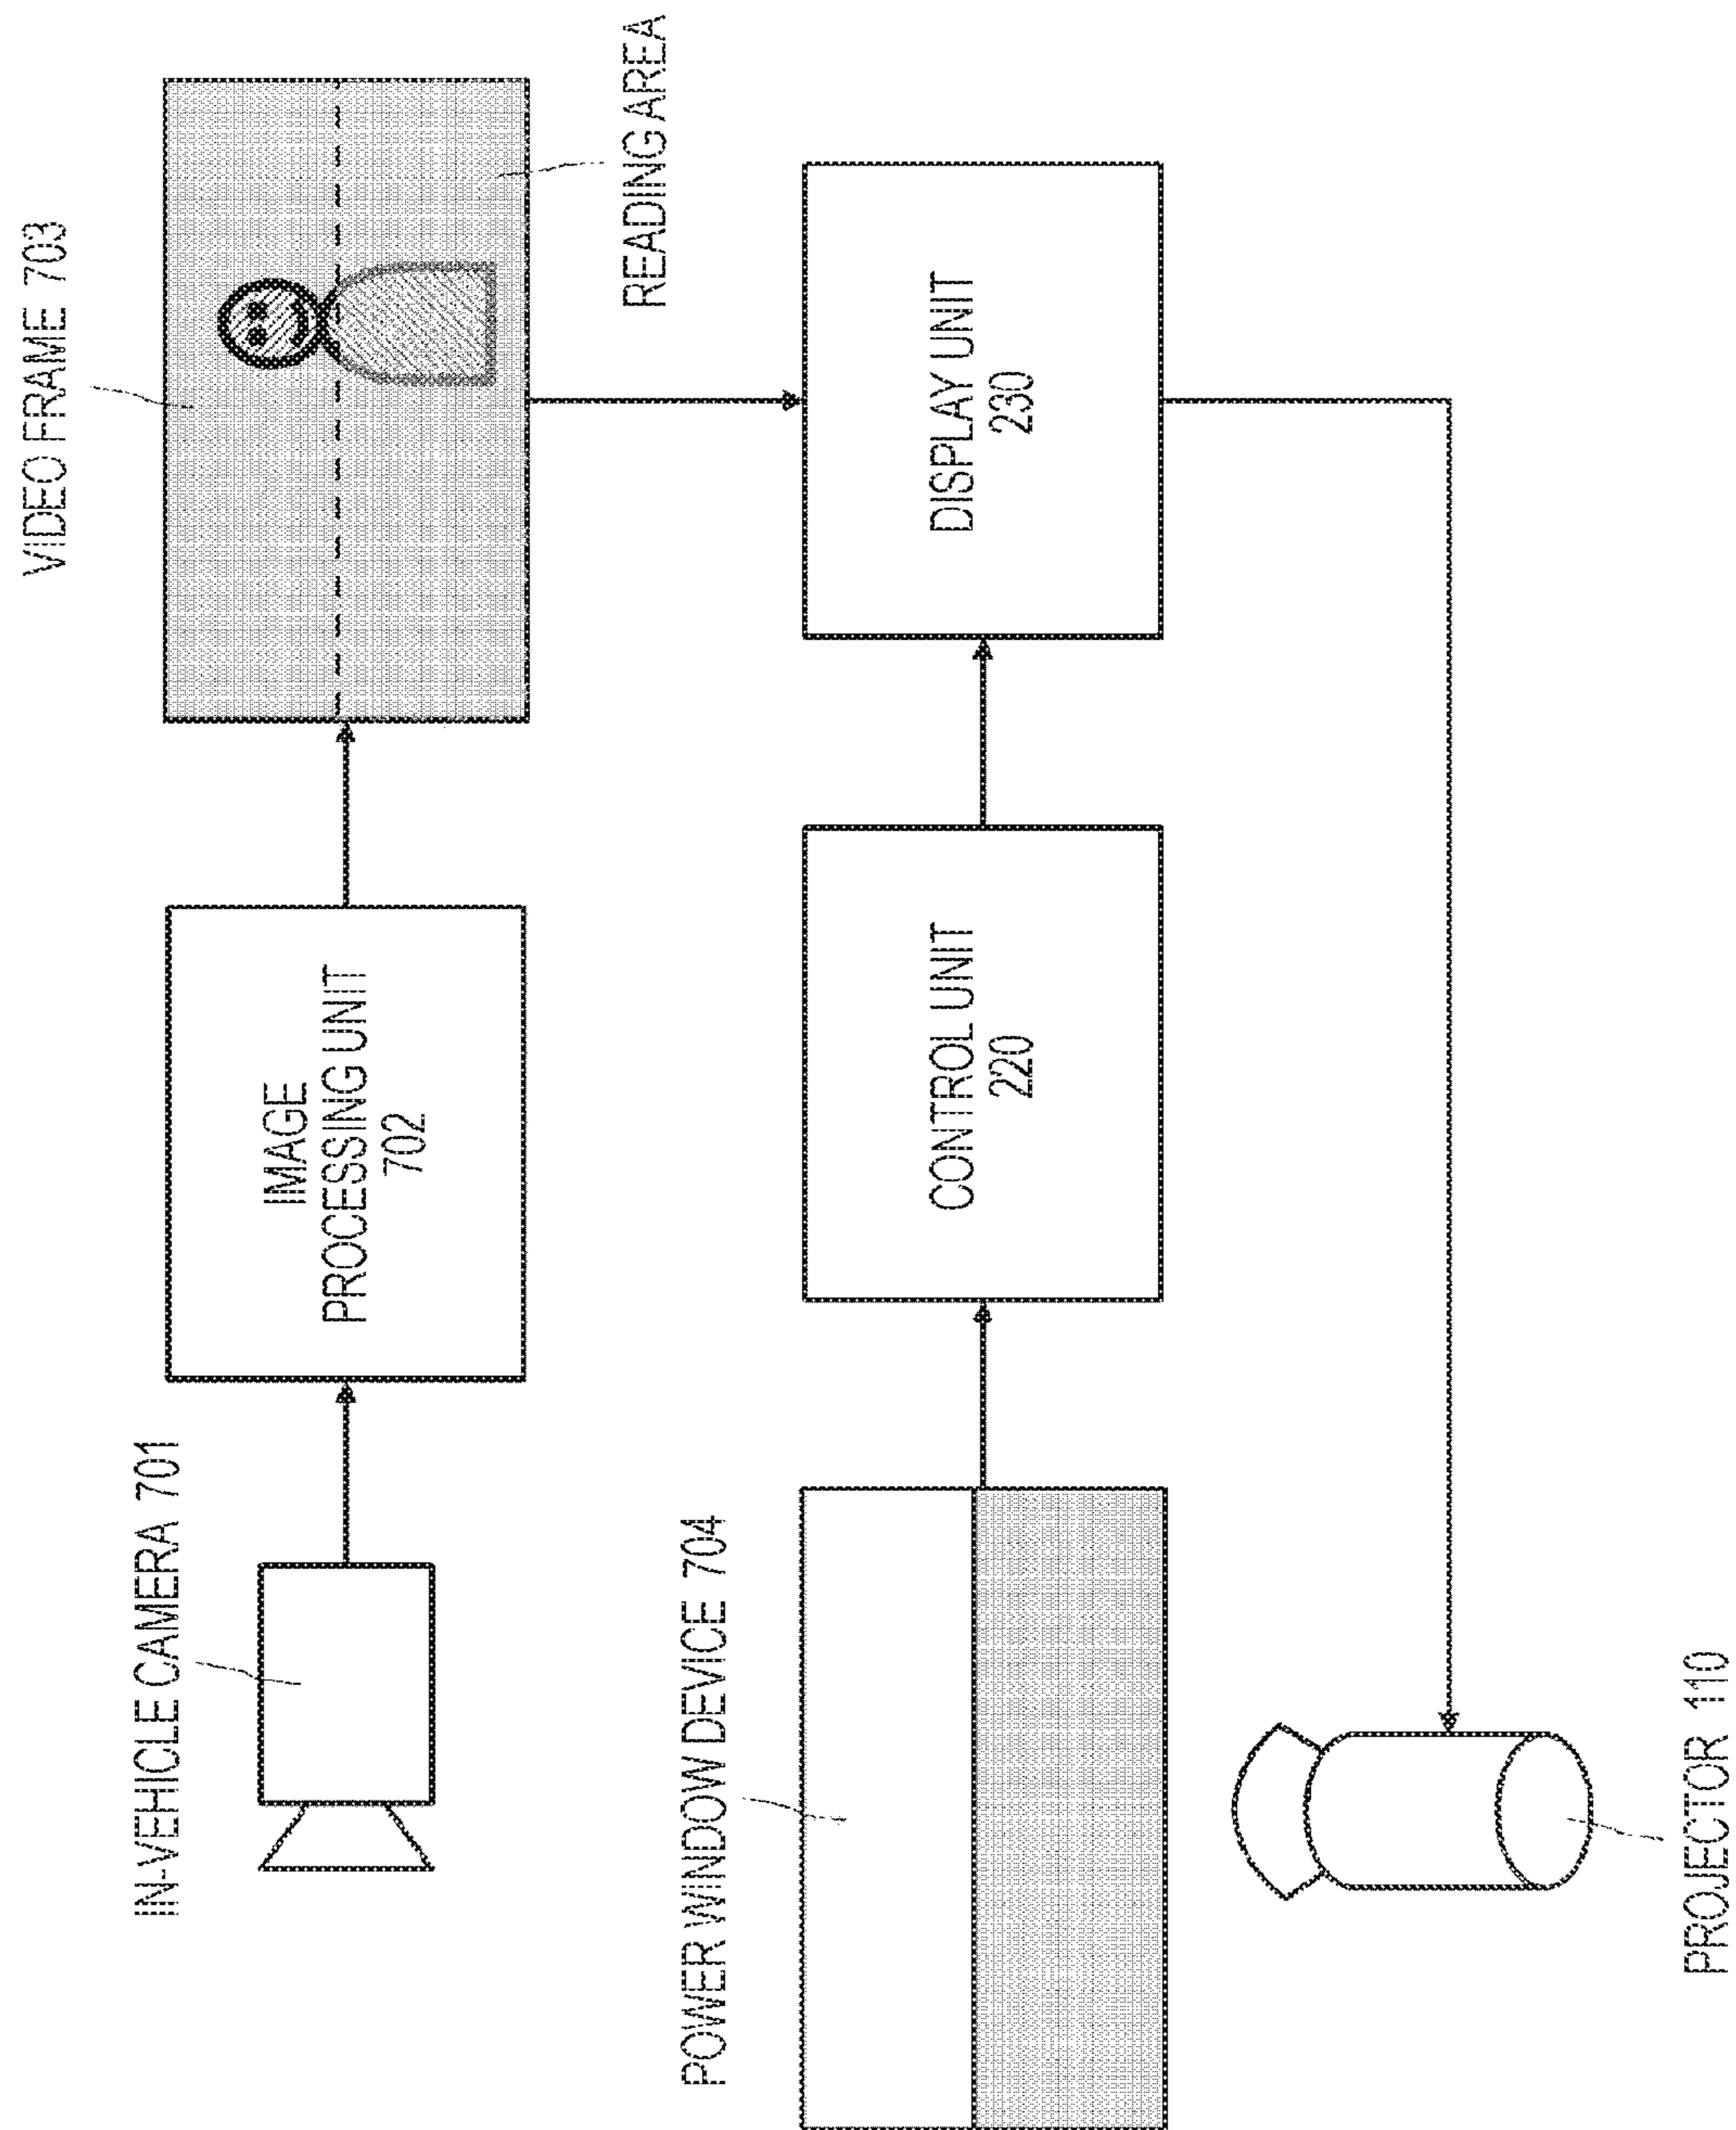 IN-VEHICLE CAMERA 701
IMAGE
PROCESSING UNIT
702
VIDEO FRAME 703
READING AREA
POWER WINDOW DEVICE 704
CONTROL UNIT
220
DISPLAY UNIT
230
PROJECTOR 110